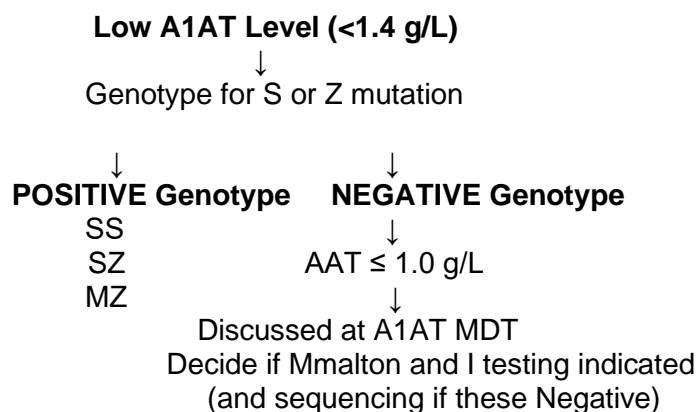 Low A1AT Level (<1.4 g/L)
↓
Genotype for S or Z mutation
↓ ↓
POSITIVE Genotype NEGATIVE Genotype
SS ↓
SZ AAT ≤ 1.0 g/L
MZ ↓
Discussed at A1AT MDT
Decide if Mmalton and I testing indicated
(and sequencing if these Negative)